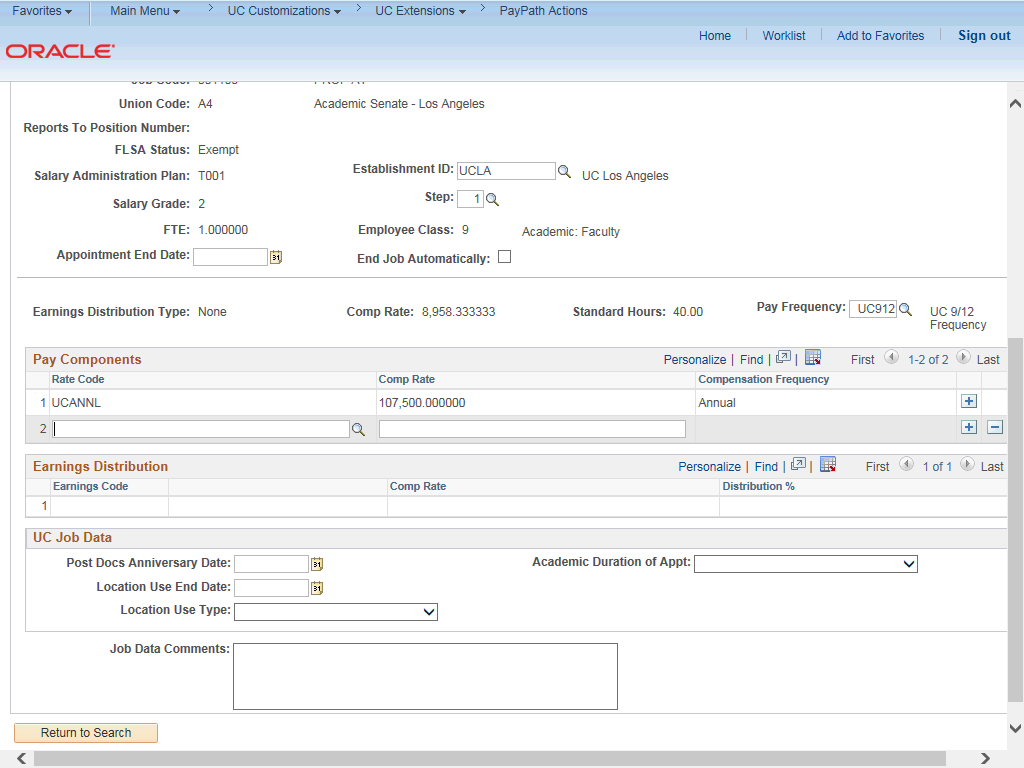 Favorites Main Menu > UC Customizations > UC Extensions > PayPath Actions
Home Worklist Add to Favorites Sign out
ORACLE
Union Code: A4 Academic Senate - Los Angeles
Reports To Position Number:
FLSA Status: Exempt
Salary Administration Plan: T001 Establishment ID: UCLA UC Los Angeles
Step: 1
Salary Grade: 2
FTE: 1.000000 Employee Class: 9 Academic: Faculty
Appointment End Date: 31 End Job Automatically:
Earnings Distribution Type: None Comp Rate: 8,958.333333 Standard Hours: 40.00 Pay Frequency: UC912 UC 9/12
Frequency
Pay Components Personalize | Find | | First 1-2 of 2 Last
Rate Code Comp Rate Compensation Frequency
1 UCANNL 107,500.000000 Annual
2
Earnings Distribution Personalize | Find | | First 1 of 1 Last
Earnings Code Comp Rate Distribution %
1
UC Job Data
Post Docs Anniversary Date: 31 Academic Duration of Appt:
Location Use End Date: 31
Location Use Type:
Job Data Comments:
Return to Search